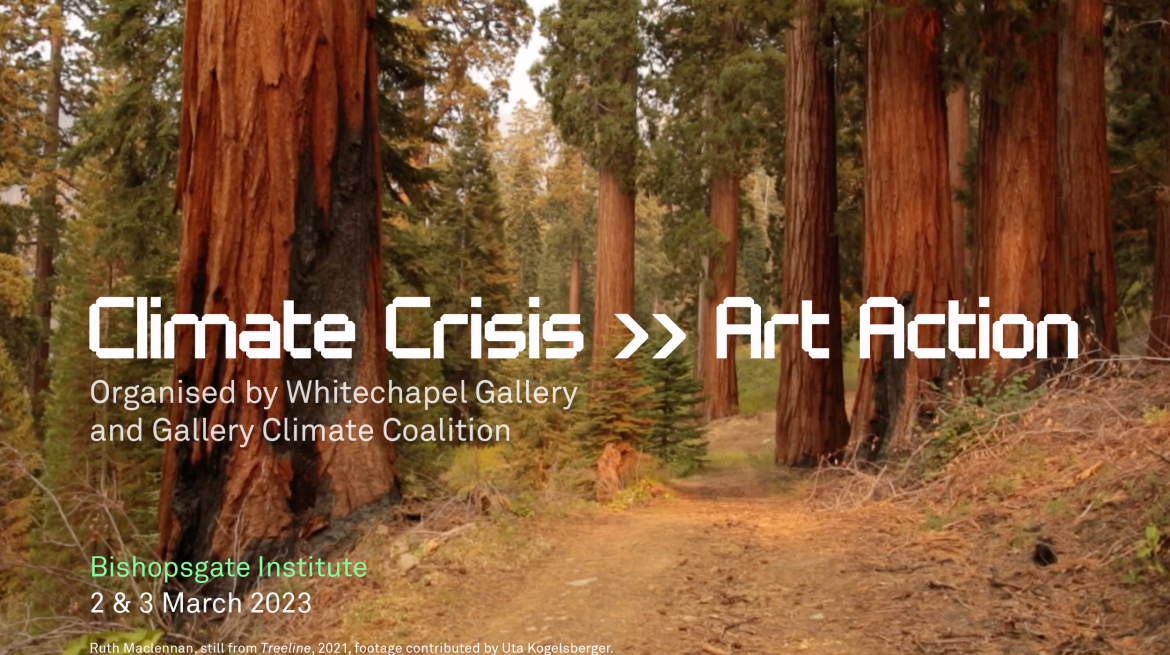 Climate Crisis >> Art Action
Organised by Whitechapel Gallery
and Gallery Climate Coalition
Bishopsgate Institute
2 & 3 March 2023
Ruth Maclennan, still from Treeline, 2021, footage contributed by Uta Kogelsberger.